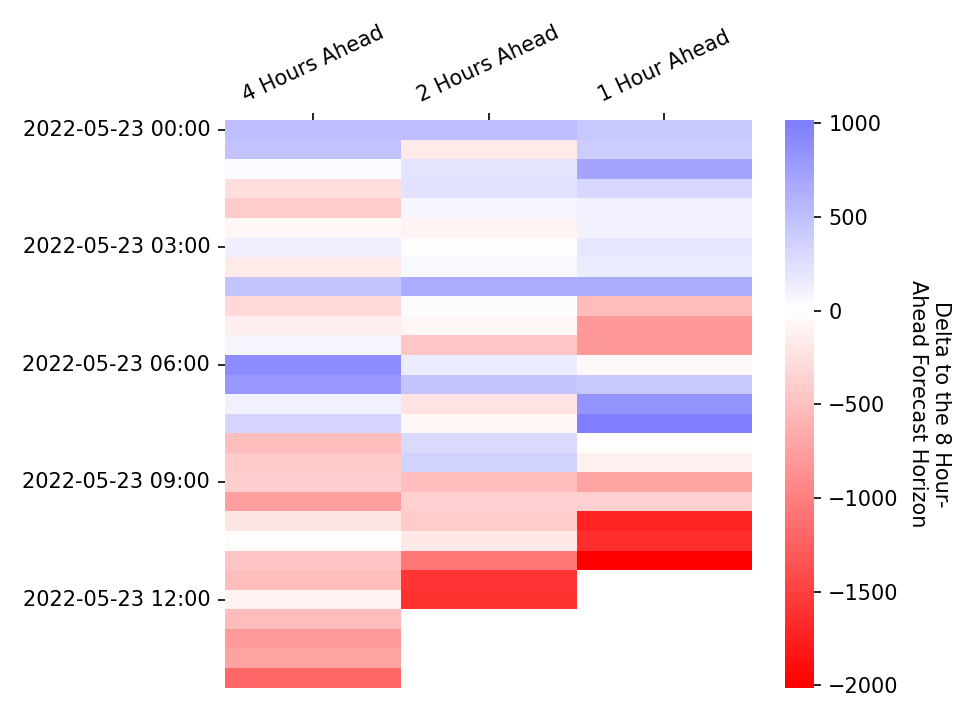 4 Hours Ahead
2 Hours Ahead
1 Hour Ahead
2022-05-23 00:00
2022-05-23 03:00
2022-05-23 06:00
2022-05-23 09:00
2022-05-23 12:00
1000
500
0
−500
−1000
−1500
−2000
Delta to the 8 Hour-
Ahead Forecast Horizon